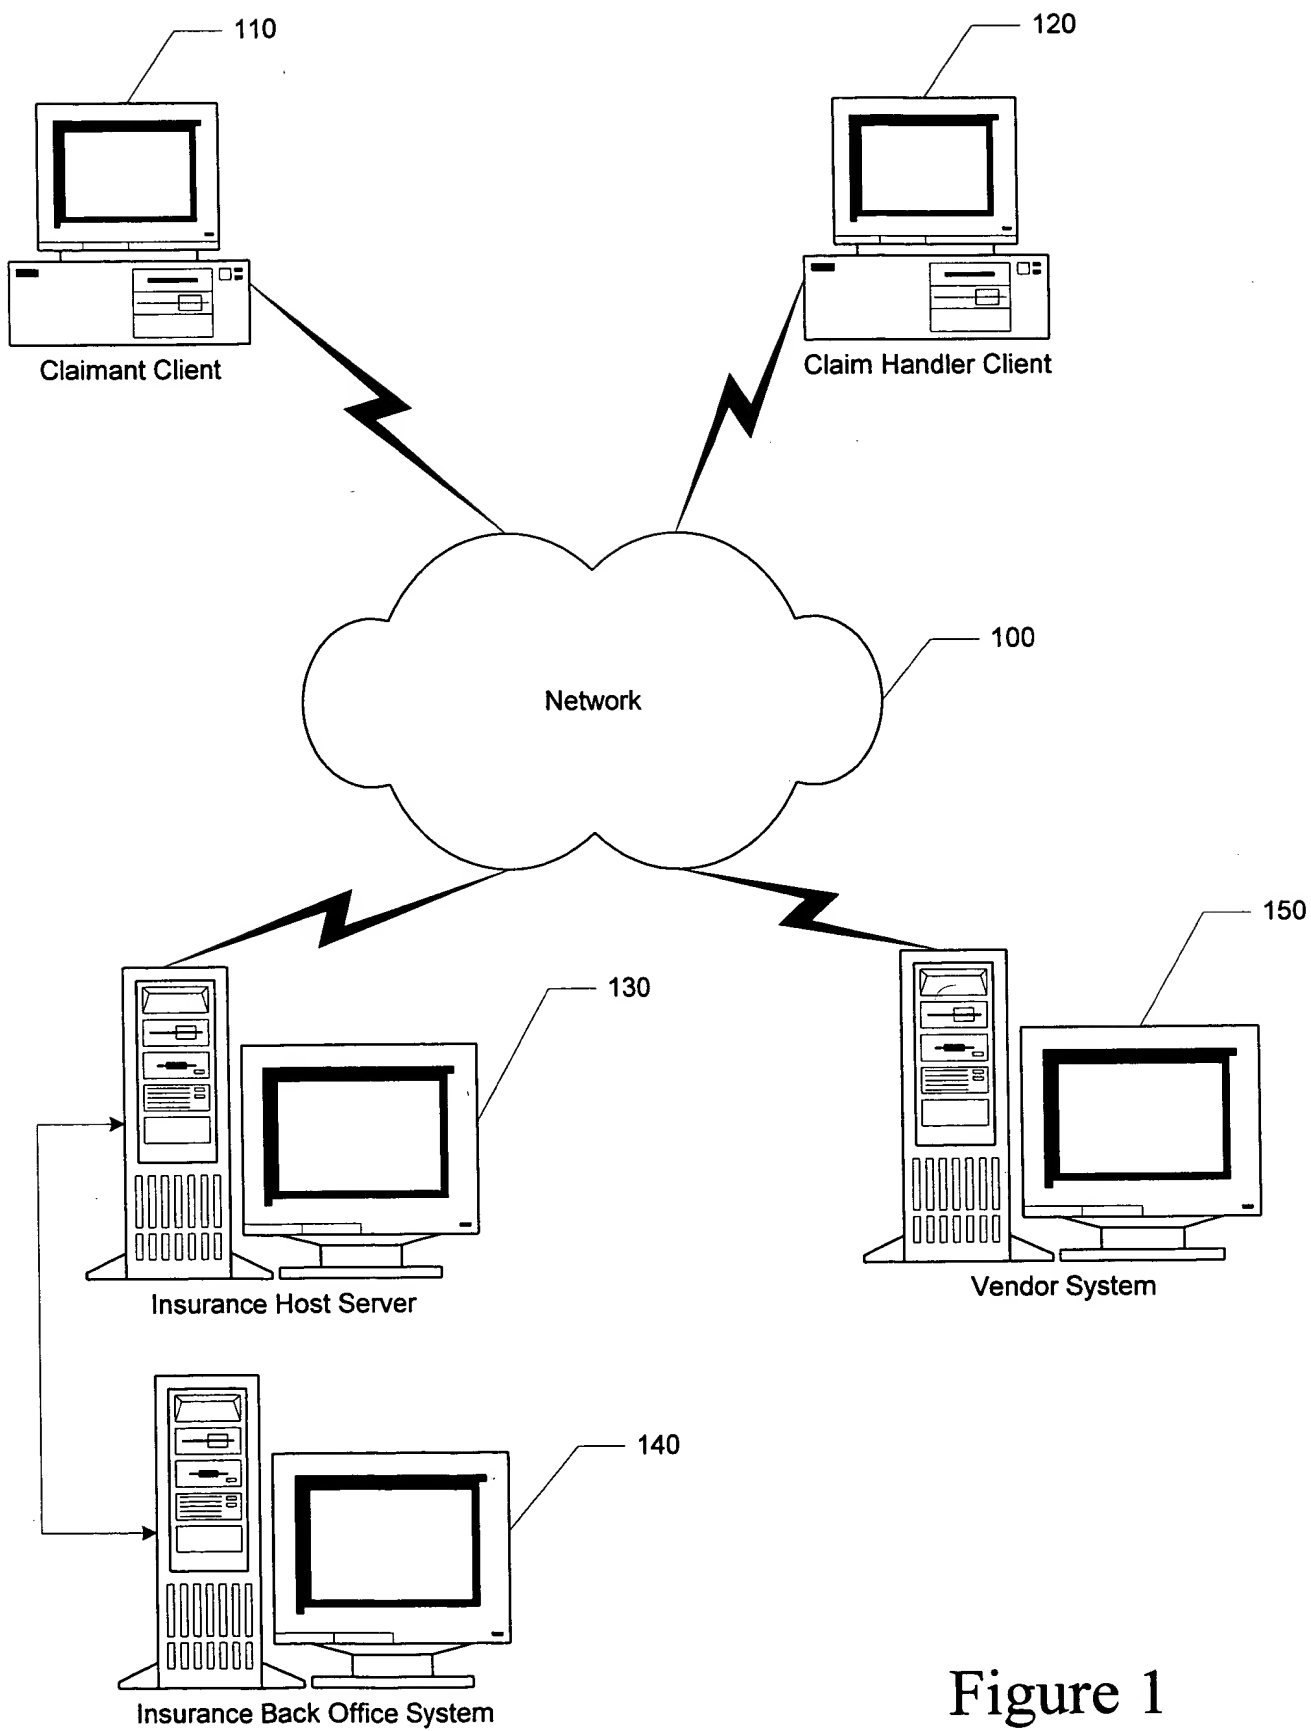 110
120
Claimant Client
Claim Handler Client
100
Network
150
130
Insurance Host Server
Vendor System
140
Insurance Back Office System
Figure 1